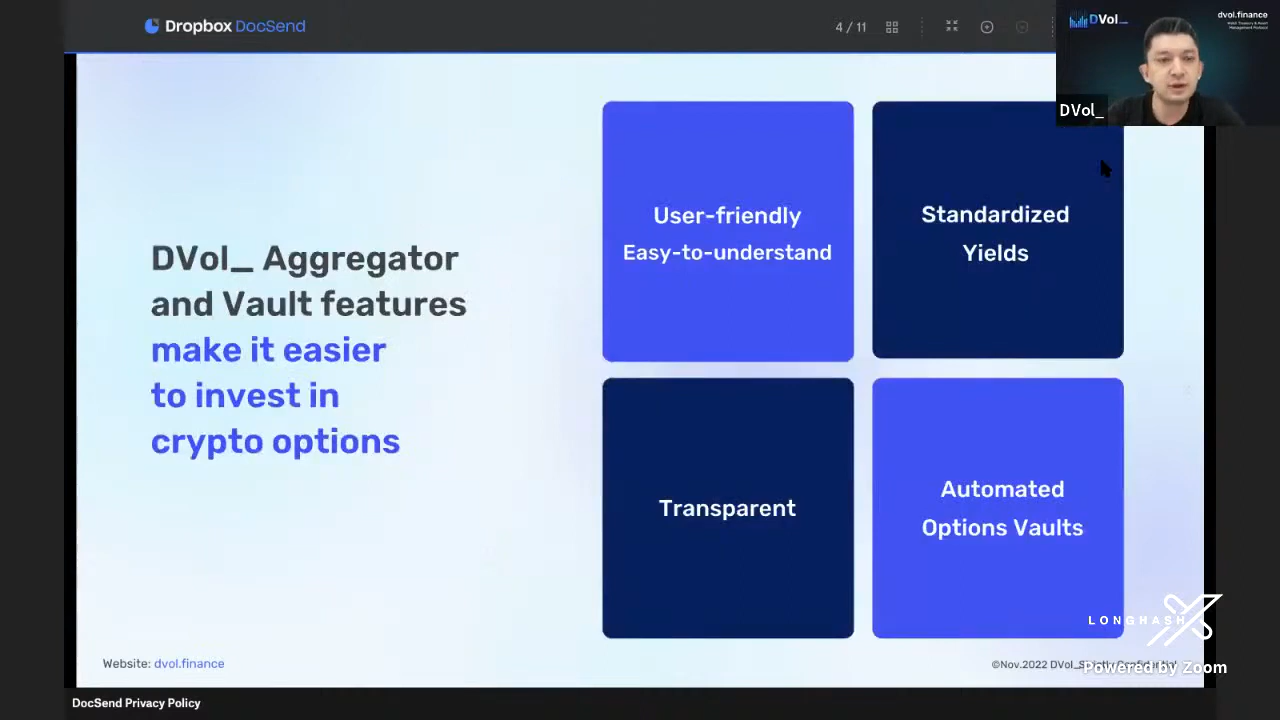 Dropbox DocSend
4 / 11
DVol_
dvol.finance
DVol_
DVol_ Aggregator
and Vault features
make it easier
to invest in
crypto options
User-friendly
Easy-to-understand
Standardized
Yields
Transparent
Automated
Options Vaults
LONGHASH
Website: dvol.finance
©Nov.2022 DVol_Strictly Confidential
Powered by Zoom
DocSend Privacy Policy